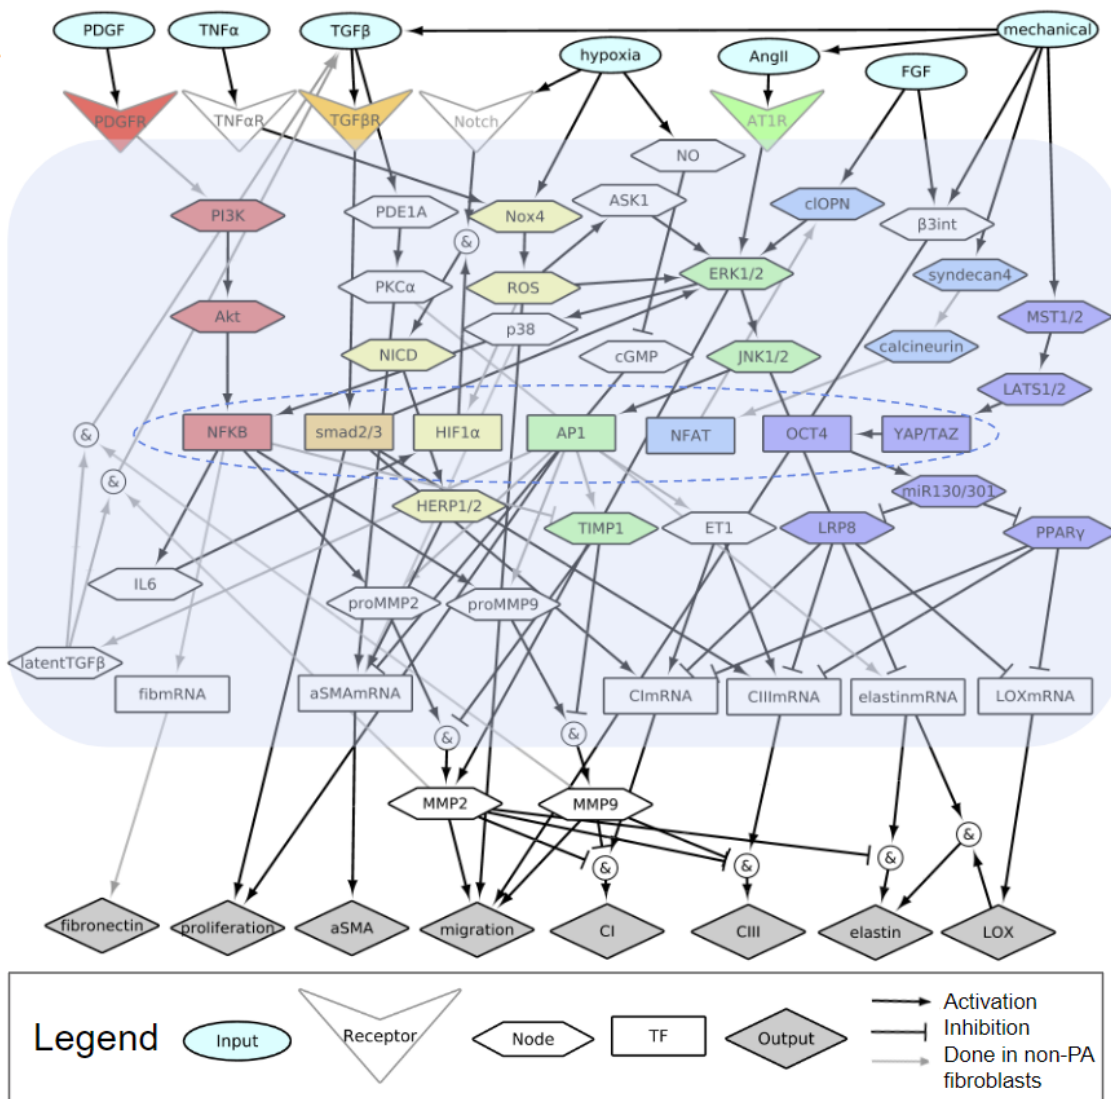 PDGF
TNFα
TGFβ
mechanical
hypoxia
AngII
FGF
PDGFR
TNFαR
TGFβR
Notch
AT1R
NO
PI3K
PDE1A
Nox4
ASK1
clOPN
β3int
&
PKCα
ROS
ERK1/2
syndecan4
Akt
p38
MST1/2
NICD
cGMP
JNK1/2
calcineurin
LATS1/2
&
NFKB
smad2/3
HIF1α
AP1
NFAT
OCT4
YAP/TAZ
&
HERP1/2
miR130/301
TIMP1
ET1
LRP8
PPARγ
IL6
proMMP2
proMMP9
latentTGFβ
fibmRNA
aSMAmRNA
CImRNA
CIIImRNA
elastinmRNA
LOXmRNA
&
&
MMP2
MMP9
&
&
&
&
fibronectin
proliferation
aSMA
migration
CI
CIII
elastin
LOX
Legend
Input
Receptor
Node
TF
Output
Activation
Inhibition
Done in non-PA
fibroblasts